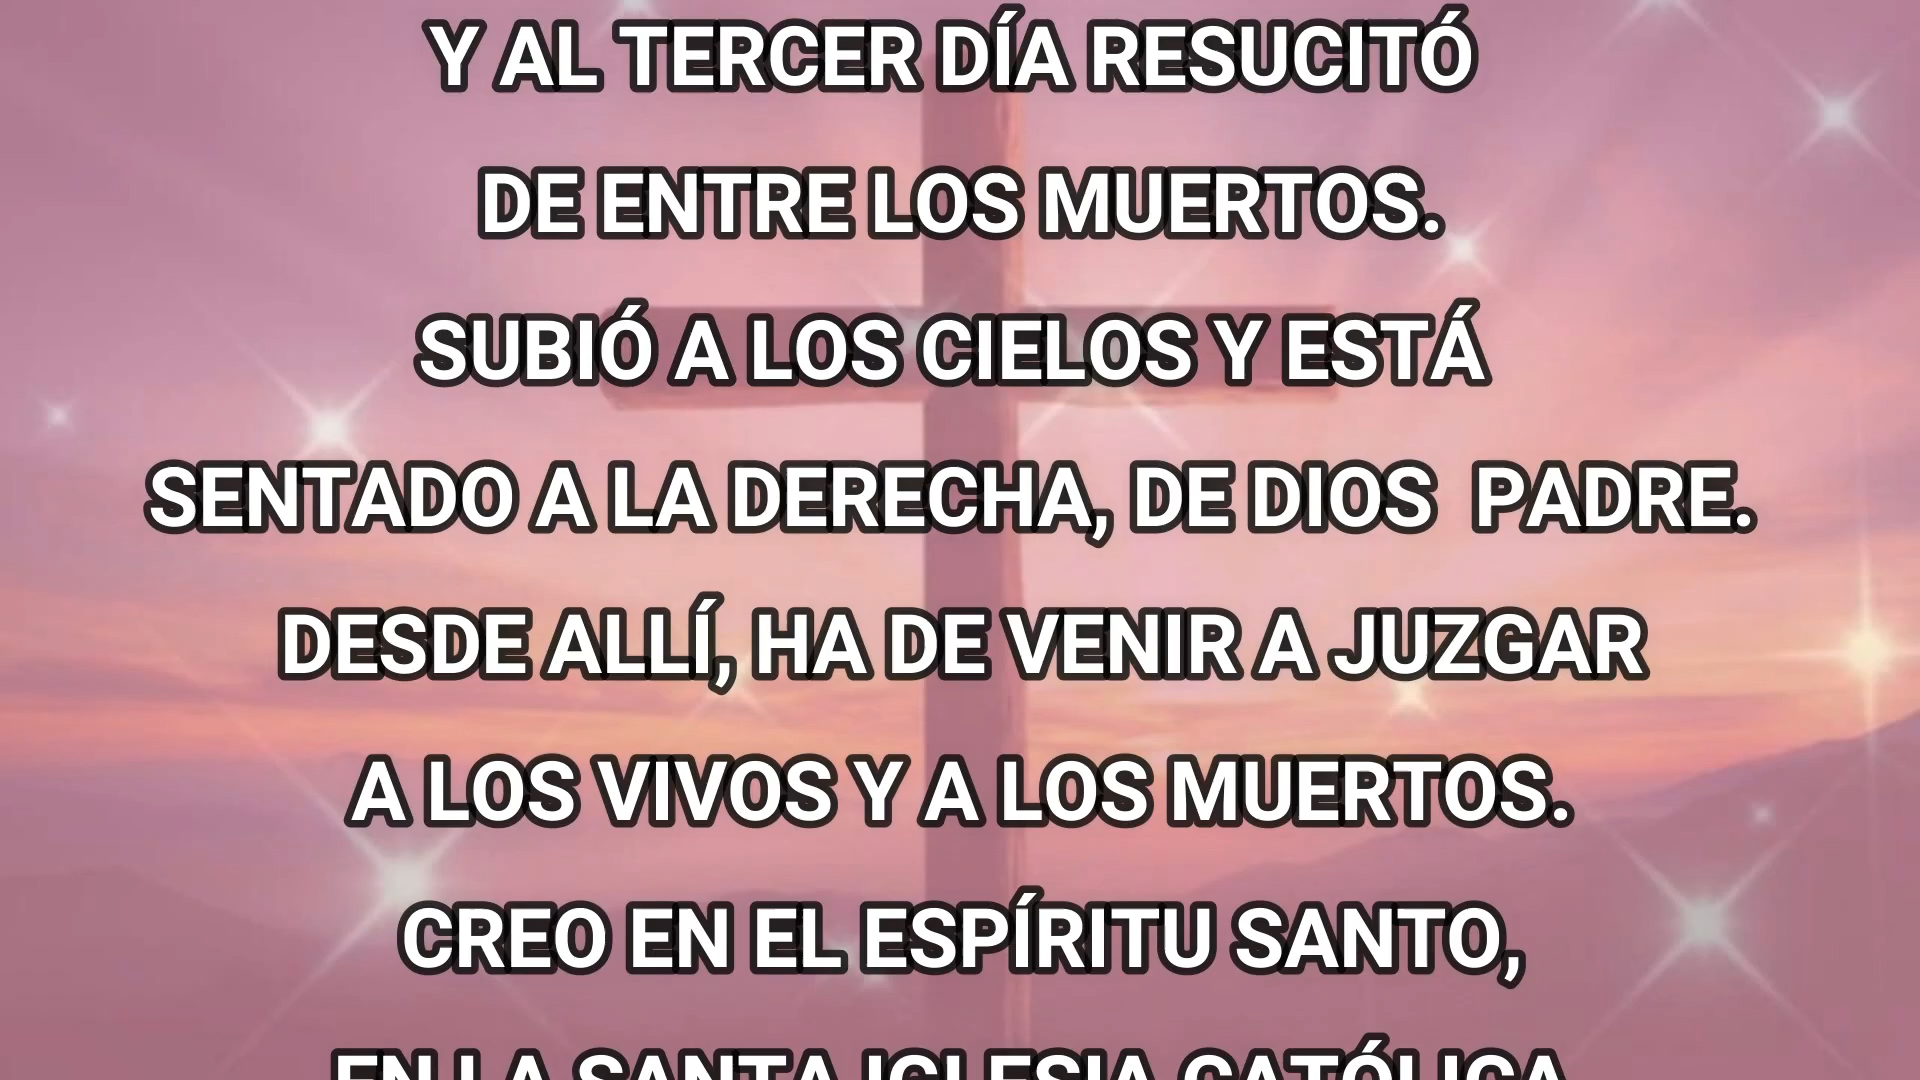 Y AL TERCER DÍA RESUCITÓ
DE ENTRE LOS MUERTOS.
SUBIÓ A LOS CIELOS Y ESTÁ
SENTADO A LA DERECHA, DE DIOS  PADRE.
DESDE ALLÍ, HA DE VENIR A JUZGAR
A LOS VIVOS Y A LOS MUERTOS.
CREO EN EL ESPÍRITU SANTO,
EN LA SANTA IGLESIA CATÓLICA